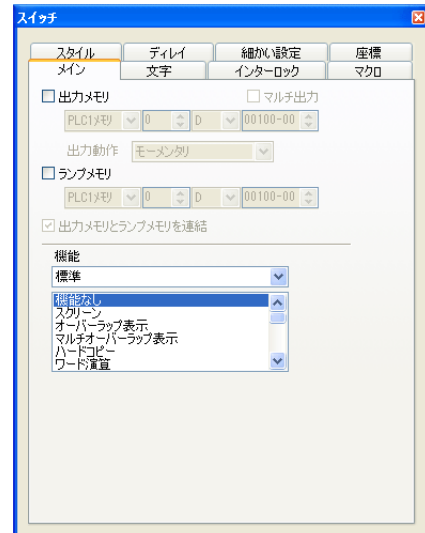 スイッチ
スタイル ディレイ 細かい設定 座標
メイン 文字 インターロック マクロ
出力メモリ マルチ出力
PLC1メモリ 0 D 00100-00
出力動作 モーメンタリ
ランプメモリ
PLC1メモリ 0 D 00100-00
出力メモリとランプメモリを連結
機能
標準
機能なし
スクリーン
オーバーラップ表示
マルチオーバーラップ表示
ハードコピー
ワード演算